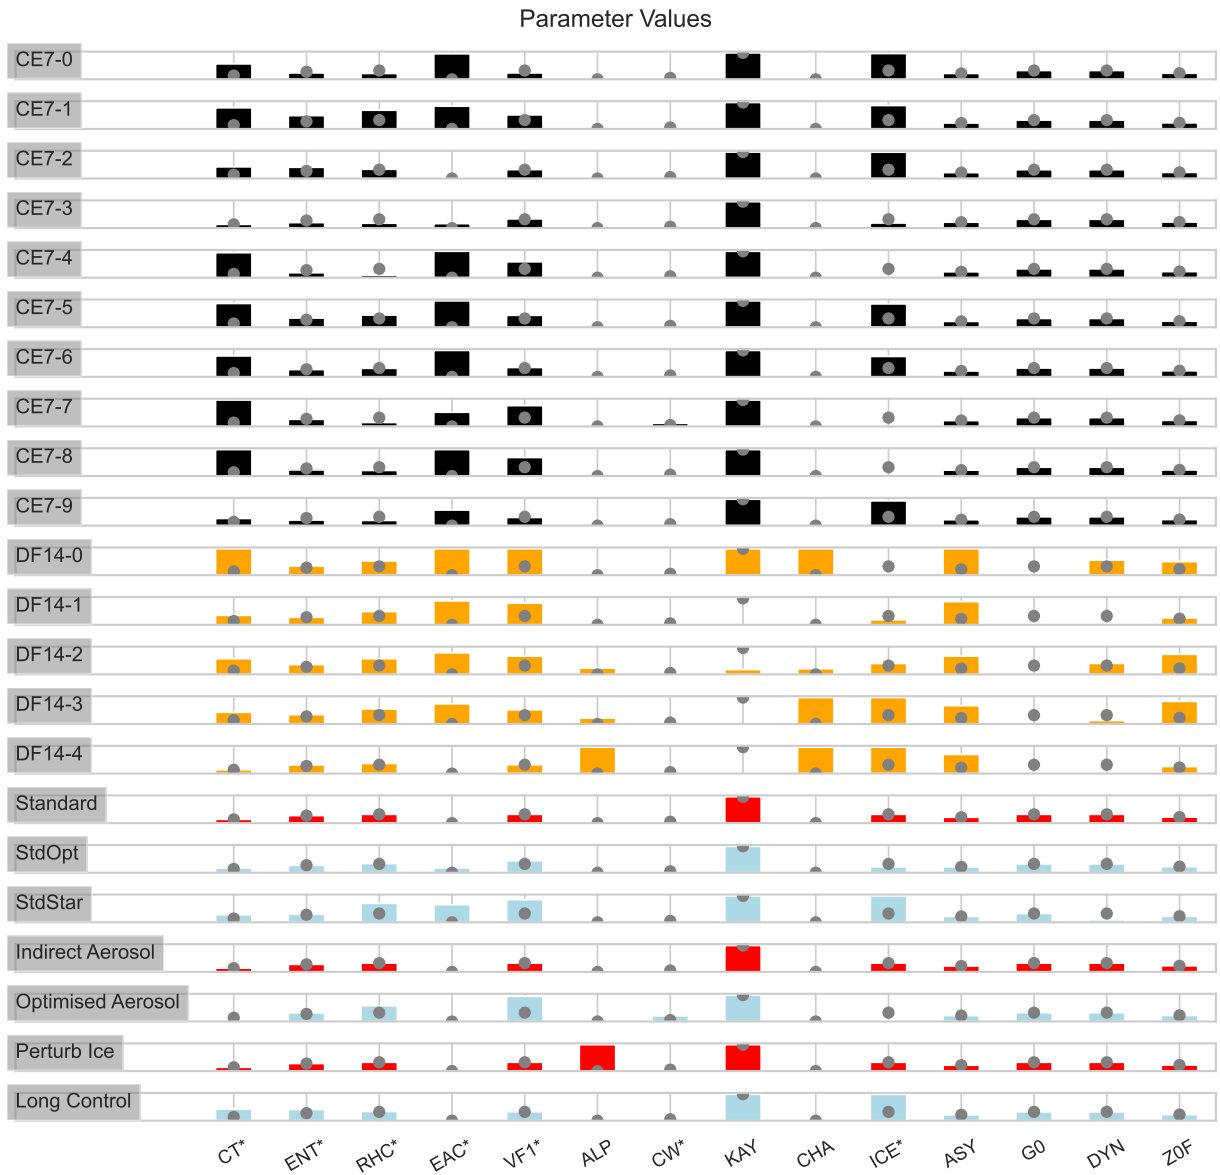 Parameter Values
CE7-0
CE7-1
CE7-2
CE7-3
CE7-4
CE7-5
CE7-6
CE7-7
CE7-8
CE7-9
DF14-0
DF14-1
DF14-2
DF14-3
DF14-4
Standard
StdOpt
StdStar
Indirect Aerosol
Optimised Aerosol
Perturb Ice
Long Control
CT* ENT* RHC* EAC* VF1* ALP CW* KAY CHA ICE* ASY G0 DYN Z0F